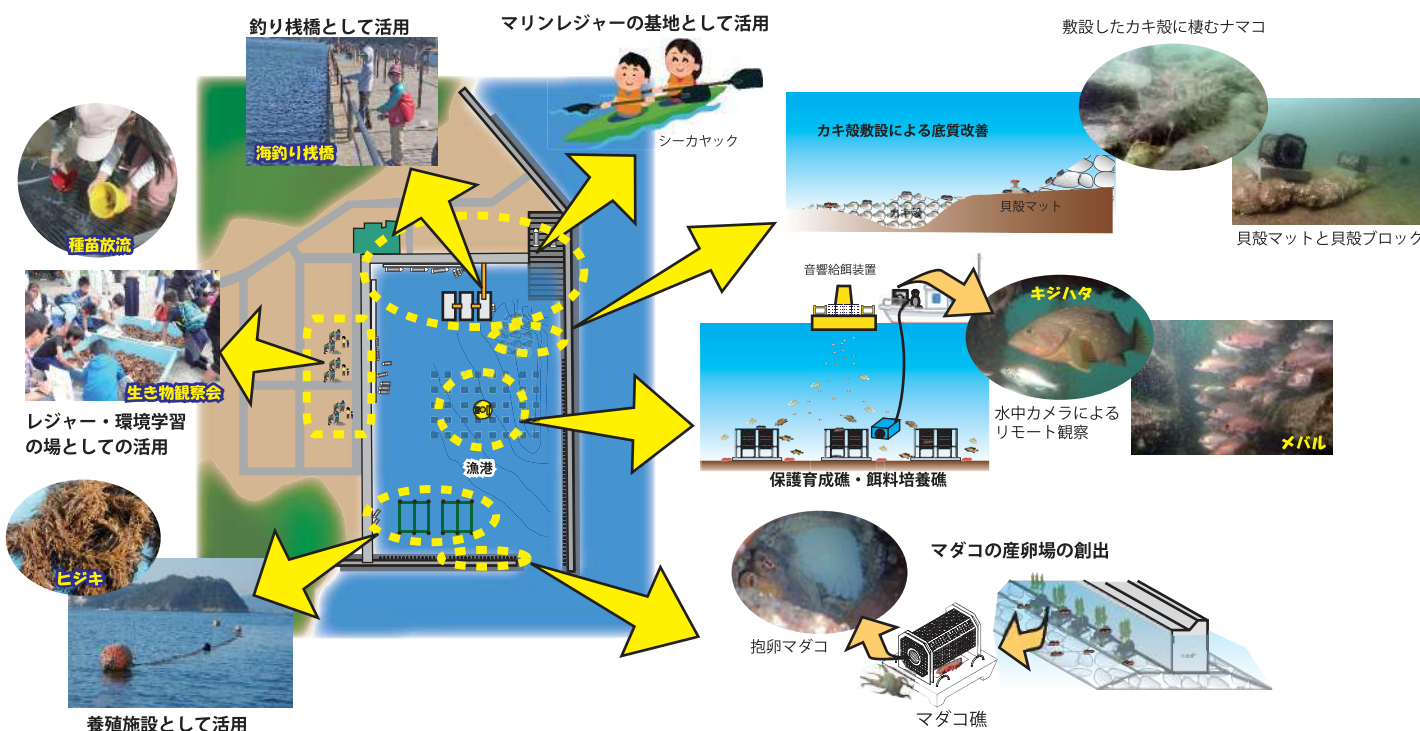 釣り桟橋として活用
海釣り桟橋
マリンレジャーの基地として活用
シーカヤック
敷設したカキ殻に棲むナマコ
カキ殻敷設による底質改善
カキ殻
貝殻マット
貝殻マットと貝殻ブロック
種苗放流
生き物観察会
レジャー・環境学習
の場としての活用
漁港
音響給餌装置
キジハタ
水中カメラによる
リモート観察
メバル
保護育成礁・餌料培養礁
ヒジキ
養殖施設として活用
マダコの産卵場の創出
抱卵マダコ
マダコ礁